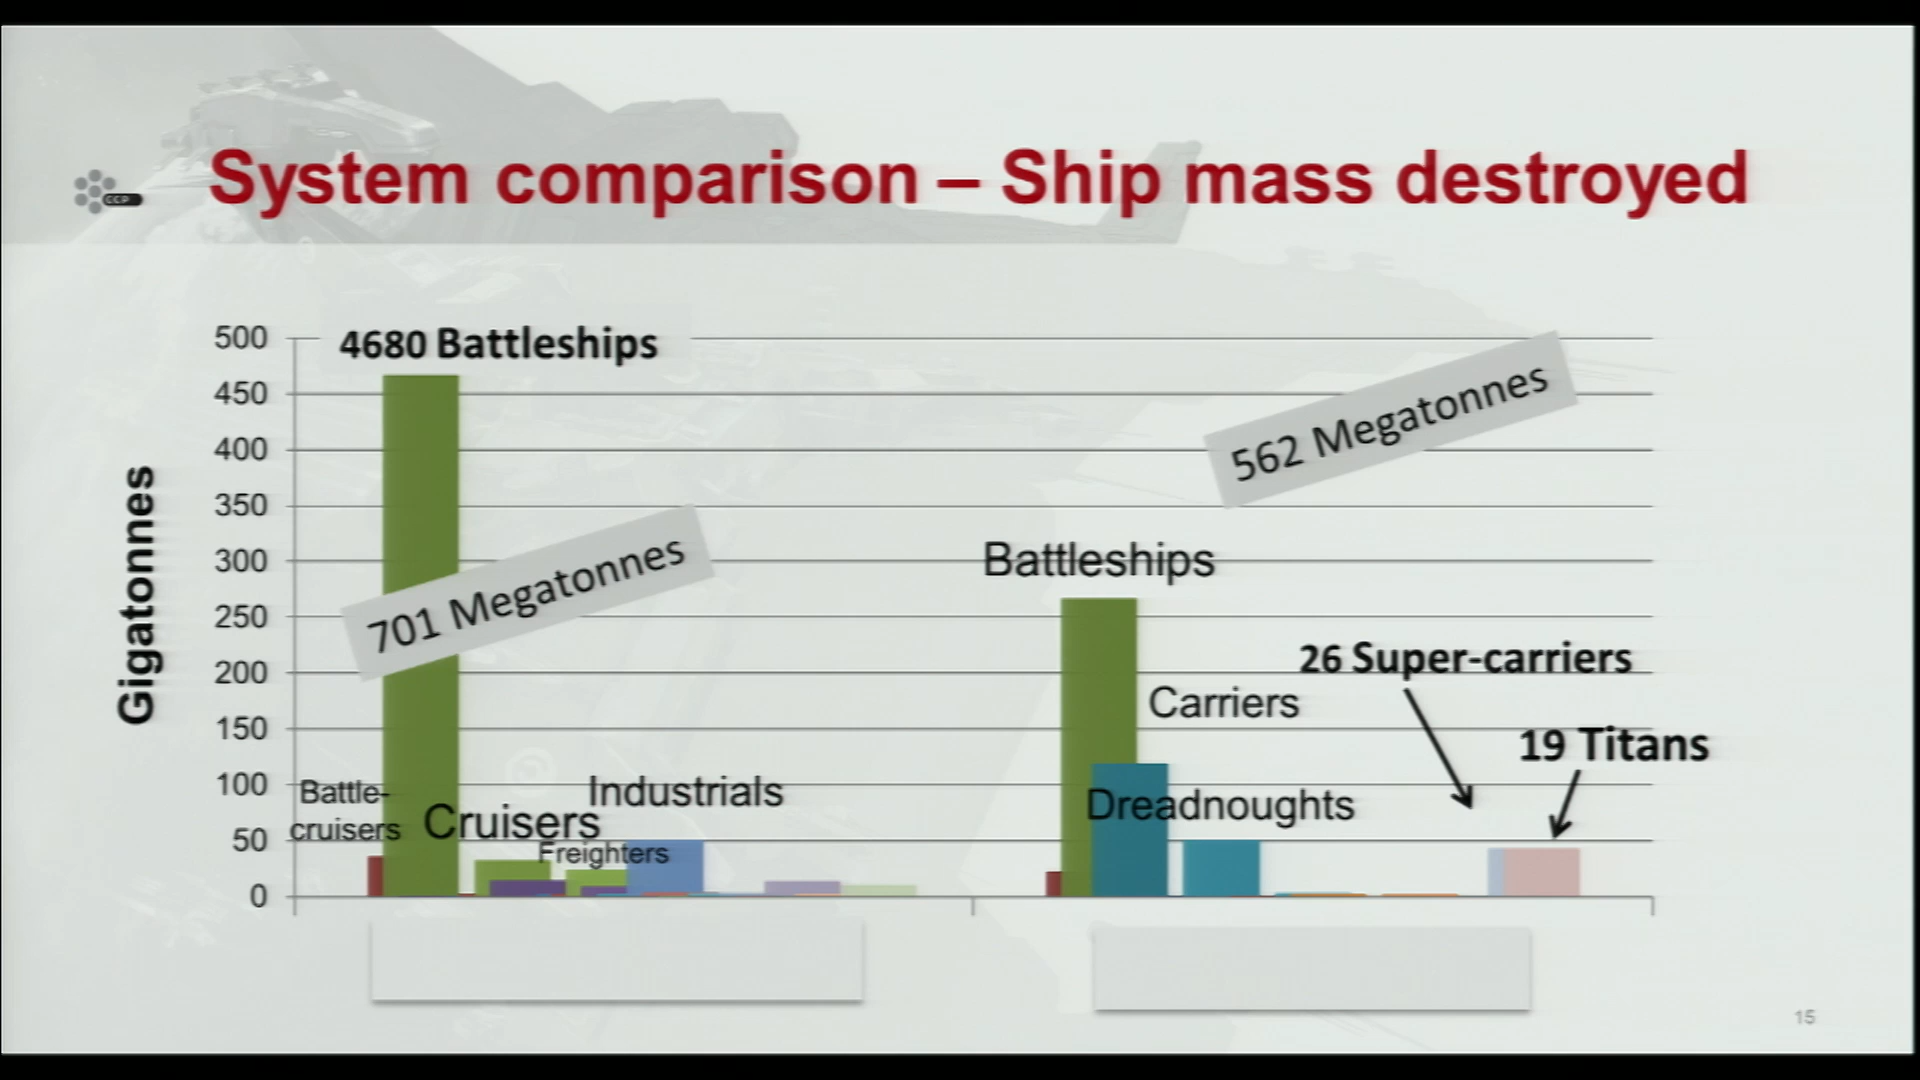 CCP
System comparison – Ship mass destroyed
Gigatonnes
500
450
400
350
300
250
200
150
100
50
0
4680 Battleships
701 Megatonnes
Battle-
cruisers
Cruisers
Industrials
Freighters
562 Megatonnes
Battleships
Carriers
Dreadnoughts
26 Super-carriers
19 Titans
15